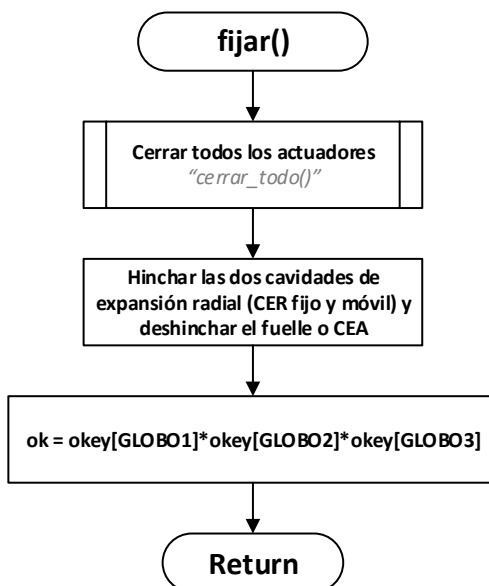 fijar()
Cerrar todos los actuadores
“cerrar_todo()”
Hinchar las dos cavidades de
expansión radial (CER fijo y móvil) y
deshinchar el fuelle o CEA
ok = okey[GLOBO1]*okey[GLOBO2]*okey[GLOBO3]
Return